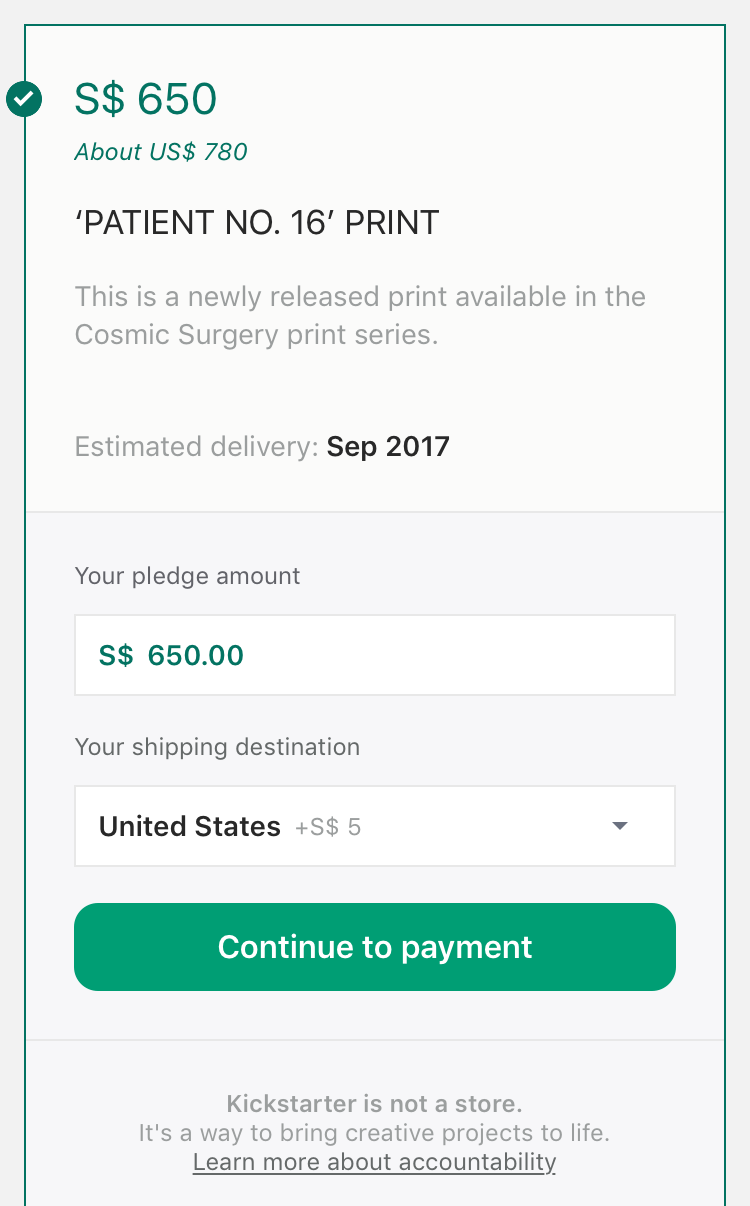 S$ 650
About US$ 780
‘PATIENT NO. 16’ PRINT
This is a newly released print available in the
Cosmic Surgery print series.
Estimated delivery: Sep 2017
Your pledge amount
S$ 650.00
Your shipping destination
United States +S$ 5
Continue to payment
Kickstarter is not a store.
It's a way to bring creative projects to life.
Learn more about accountability